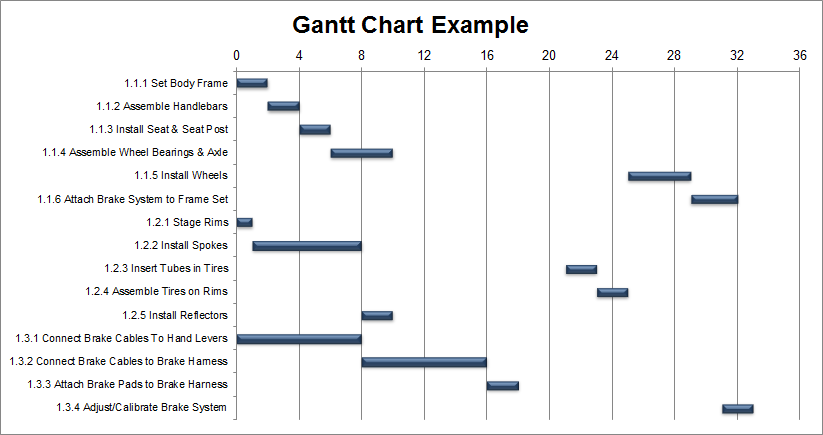 Gantt Chart Example
0 4 8 12 16 20 24 28 32 36
1.1.1 Set Body Frame
1.1.2 Assemble Handlebars
1.1.3 Install Seat & Seat Post
1.1.4 Assemble Wheel Bearings & Axle
1.1.5 Install Wheels
1.1.6 Attach Brake System to Frame Set
1.2.1 Stage Rims
1.2.2 Install Spokes
1.2.3 Insert Tubes in Tires
1.2.4 Assemble Tires on Rims
1.2.5 Install Reflectors
1.3.1 Connect Brake Cables To Hand Levers
1.3.2 Connect Brake Cables to Brake Harness
1.3.3 Attach Brake Pads to Brake Harness
1.3.4 Adjust/Calibrate Brake System